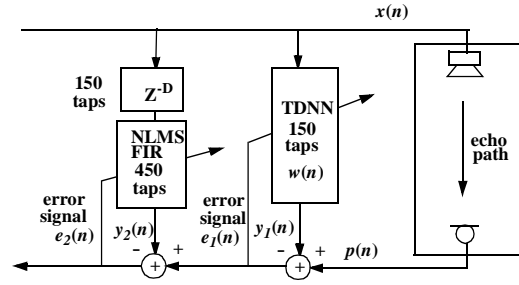 x(n)
150
taps
Z-D
NLMS
FIR
450
taps
TDNN
150
taps
w(n)
echo
path
error
signal
e2(n)
y2(n)
- +
+
error
signal
e1(n)
y1(n)
- +
+
p(n)